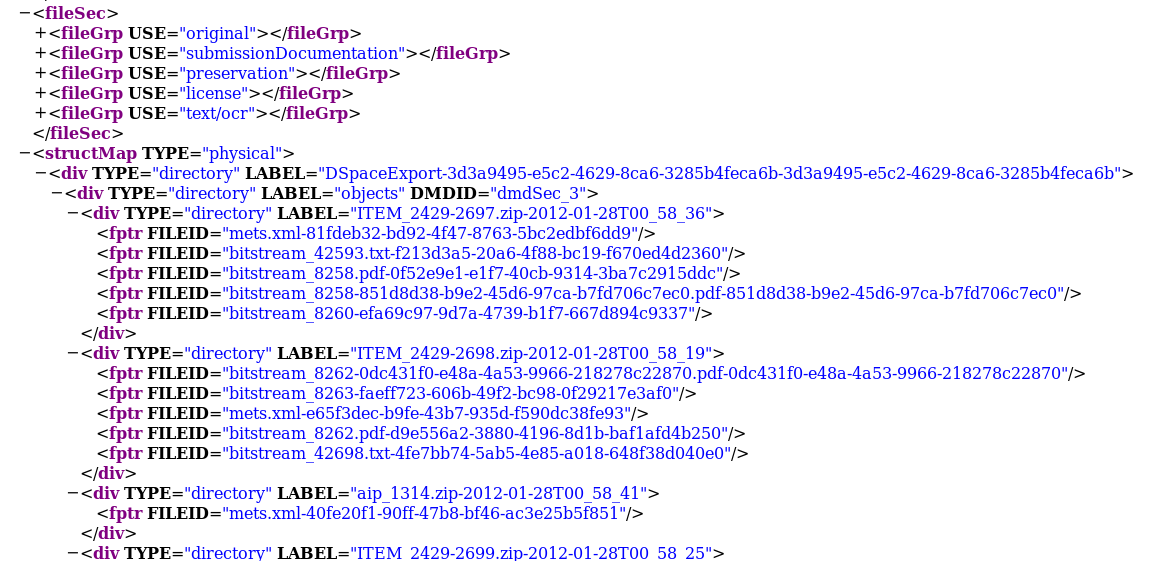 −<fileSec>
+<fileGrp USE="original"></fileGrp>
+<fileGrp USE="submissionDocumentation"></fileGrp>
+<fileGrp USE="preservation"></fileGrp>
+<fileGrp USE="license"></fileGrp>
+<fileGrp USE="text/ocr"></fileGrp>
</fileSec>
−<structMap TYPE="physical">
−<div TYPE="directory" LABEL="DSpaceExport-3d3a9495-e5c2-4629-8ca6-3285b4feca6b-3d3a9495-e5c2-4629-8ca6-3285b4feca6b">
−<div TYPE="directory" LABEL="objects" DMDID="dmdSec_3">
−<div TYPE="directory" LABEL="ITEM_2429-2697.zip-2012-01-28T00_58_36">
<fptr FILEID="mets.xml-81fdeb32-bd92-4f47-8763-5bc2edbf6dd9"/>
<fptr FILEID="bitstream_42593.txt-f213d3a5-20a6-4f88-bc19-f670ed4d2360"/>
<fptr FILEID="bitstream_8258.pdf-0f52e9e1-e1f7-40cb-9314-3ba7c2915ddc"/>
<fptr FILEID="bitstream_8258-851d8d38-b9e2-45d6-97ca-b7fd706c7ec0.pdf-851d8d38-b9e2-45d6-97ca-b7fd706c7ec0"/>
<fptr FILEID="bitstream_8260-efa69c97-9d7a-4739-b1f7-667d894c9337"/>
</div>
−<div TYPE="directory" LABEL="ITEM_2429-2698.zip-2012-01-28T00_58_19">
<fptr FILEID="bitstream_8262-0dc431f0-e48a-4a53-9966-218278c22870.pdf-0dc431f0-e48a-4a53-9966-218278c22870"/>
<fptr FILEID="bitstream_8263-faeff723-606b-49f2-bc98-0f29217e3af0"/>
<fptr FILEID="mets.xml-e65f3dec-b9fe-43b7-935d-f590dc38fe93"/>
<fptr FILEID="bitstream_8262.pdf-d9e556a2-3880-4196-8d1b-baf1afd4b250"/>
<fptr FILEID="bitstream_42698.txt-4fe7bb74-5ab5-4e85-a018-648f38d040e0"/>
</div>
−<div TYPE="directory" LABEL="aip_1314.zip-2012-01-28T00_58_41">
<fptr FILEID="mets.xml-40fe20f1-90ff-47b8-bf46-ac3e25b5f851"/>
</div>
−<div TYPE="directory" LABEL="ITEM_2429-2699.zip-2012-01-28T00_58_25">